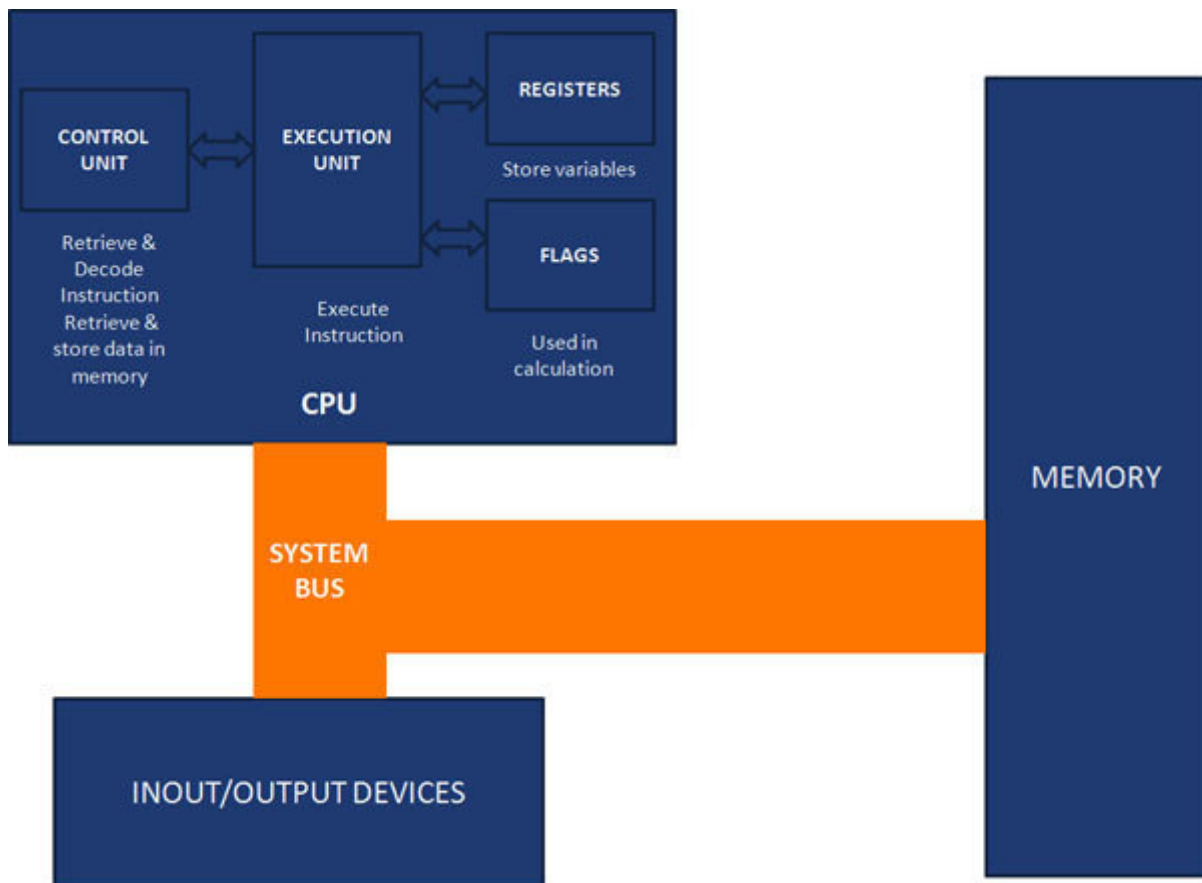 CONTROL
UNIT
Retrieve &
Decode
Instruction
Retrieve &
store data in
memory
EXECUTION
UNIT
Execute
Instruction
REGISTERS
Store variables
FLAGS
Used in
calculation
CPU
SYSTEM
BUS
MEMORY
INOUT/OUTPUT DEVICES